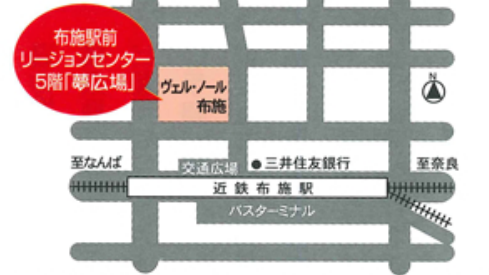 布施駅前
リージョンセンター
5階「夢広場」
ヴェル・ノール
布施
N
至なんば
交通広場
●三井住友銀行
至奈良
近鉄布施駅
バスターミナル